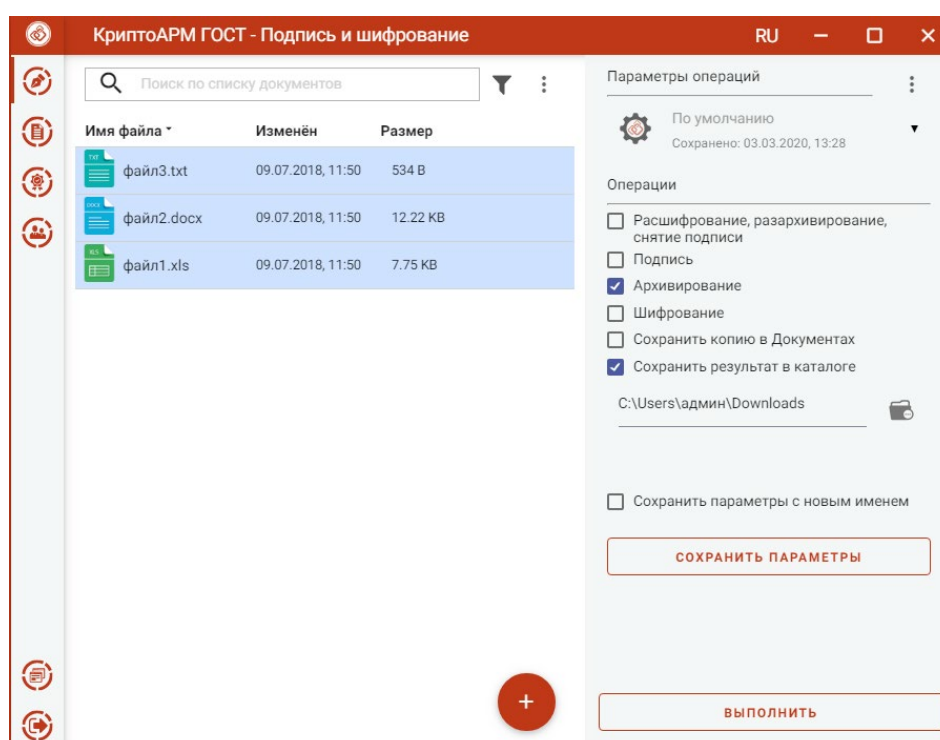 КриптоАРМ ГОСТ - Подпись и шифрование
RU
Поиск по списку документов
Имя файла Изменён Размер
TXT
файл3.txt 09.07.2018, 11:50 534 B
DOCX
файл2.docx 09.07.2018, 11:50 12.22 KB
XLS
файл1.xls 09.07.2018, 11:50 7.75 KB
Параметры операций
По умолчанию
Сохранено: 03.03.2020, 13:28
Операции
Расшифрование, разархивирование,
снятие подписи
Подпись
Архивирование
Шифрование
Сохранить копию в Документах
Сохранить результат в каталоге
C:\Users\админ\Downloads
Сохранить параметры с новым именем
СОХРАНИТЬ ПАРАМЕТРЫ
ВЫПОЛНИТЬ